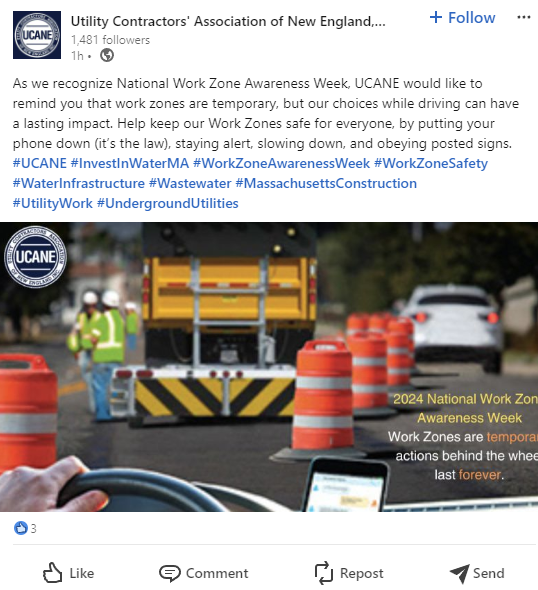 UCANE
Utility Contractors' Association of New England,...
+ Follow
1,481 followers
1h •
As we recognize National Work Zone Awareness Week, UCANE would like to
remind you that work zones are temporary, but our choices while driving can have
a lasting impact. Help keep our Work Zones safe for everyone, by putting your
phone down (it's the law), staying alert, slowing down, and obeying posted signs.
#UCANE #InvestInWaterMA #WorkZoneAwarenessWeek #WorkZoneSafety
#WaterInfrastructure #Wastewater #MassachusettsConstruction
#UtilityWork #UndergroundUtilities
UTILITY CONTRACTORS' ASSOCIATION
UCANE
OF NEW ENGLAND, INC.
2024 National Work Zon
Awareness Week
Work Zones are tempora
actions behind the whee
last forever.
3
Like
Comment
Repost
Send